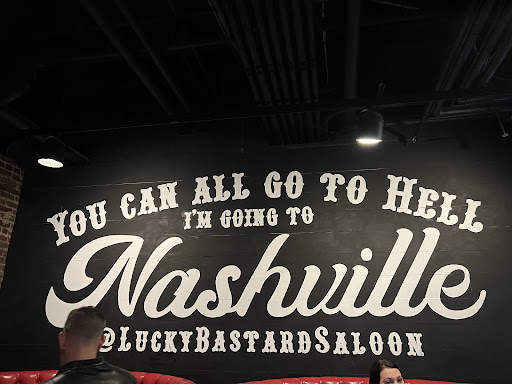 You can all go to Hell
I'm going to
Nashville
@LuckyBastardSaloon